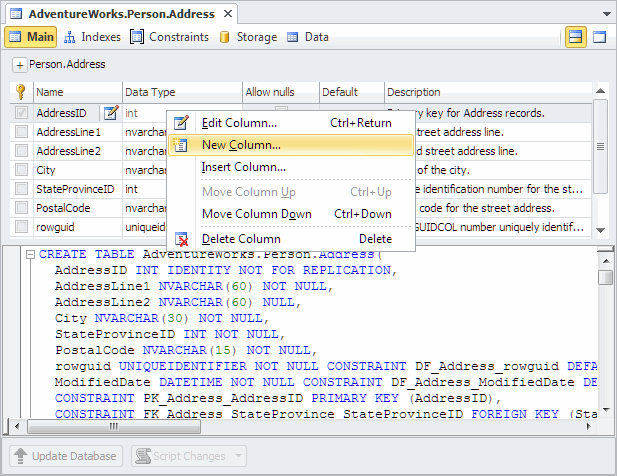 AdventureWorks.Person.Address
Main Indexes Constraints Storage Data
Person.Address
Name Data Type Allow nulls Default Description
AddressID int key for Address records.
AddressLine1 nvarchar street address line.
AddressLine2 nvarchar street address line.
City nvarchar of the city.
StateProvinceID int identification number for the st...
PostalCode nvarchar code for the street address.
rowguid number uniquely identif...
Edit Column... Ctrl+Return
New Column...
Insert Column...
Move Column Up Ctrl+Up
Move Column Down Ctrl+Down
Delete Column Delete
CREATE TABLE AdventureWorks.Person.Address(
AddressID INT IDENTITY NOT FOR REPLICATION,
AddressLine1 NVARCHAR(60) NOT NULL,
AddressLine2 NVARCHAR(60) NULL,
City NVARCHAR(30) NOT NULL,
StateProvinceID INT NOT NULL,
PostalCode NVARCHAR(15) NOT NULL,
rowguid UNIQUEIDENTIFIER NOT NULL CONSTRAINT DF_Address_rowguid DEFA
ModifiedDate DATETIME NOT NULL CONSTRAINT DF_Address_ModifiedDate DE
CONSTRAINT PK_Address_AddressID PRIMARY KEY (AddressID),
CONSTRAINT FK_Address_StateProvince_StateProvinceID FOREIGN KEY (Sta
Update Database Script Changes